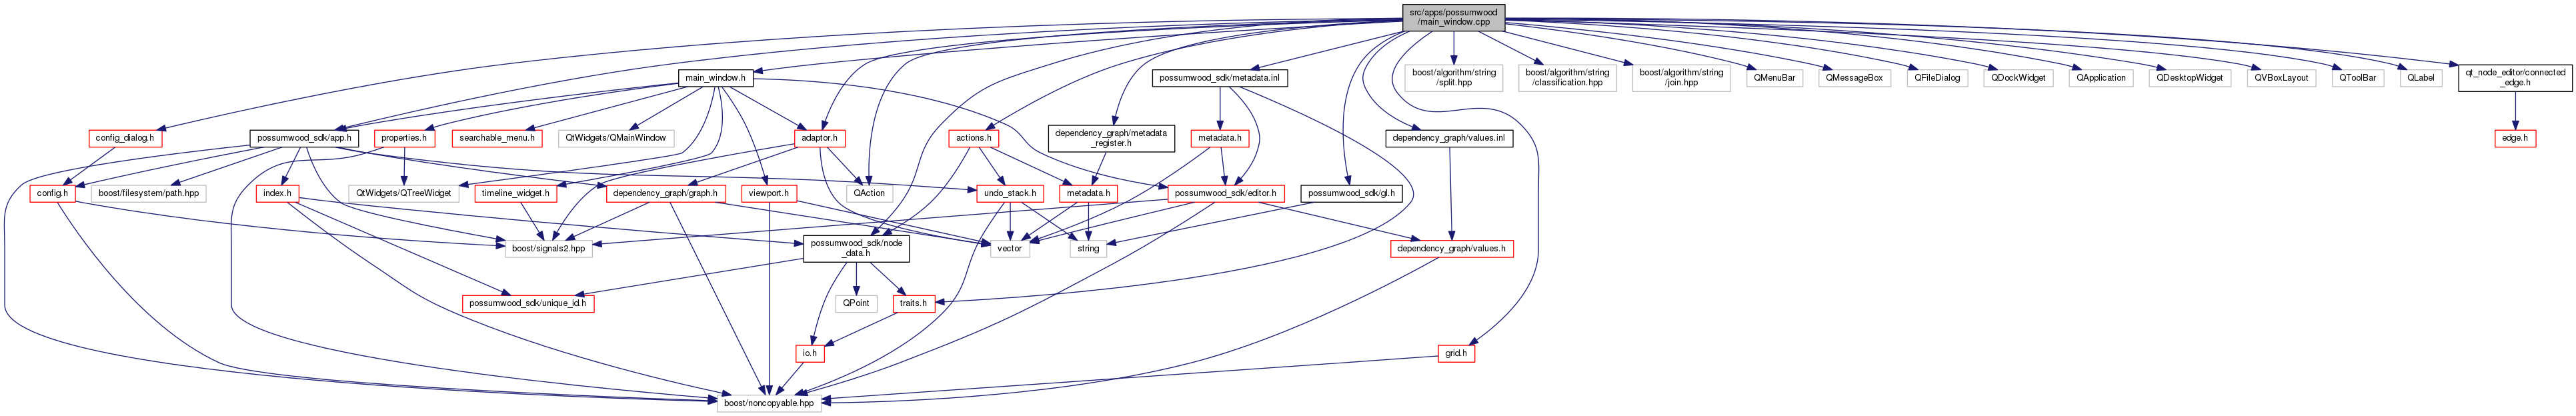 src/apps/possumwood
/main_window.cpp
main_window.h
possumwood_sdk/metadata.inl
boost/algorithm/string
/split.hpp
boost/algorithm/string
/classification.hpp
boost/algorithm/string
/join.hpp
QMenuBar
QMessageBox
QFileDialog
QDockWidget
QApplication
QDesktopWidget
QVBoxLayout
QToolBar
QLabel
qt_node_editor/connected
_edge.h
config_dialog.h
possumwood_sdk/app.h
properties.h
searchable_menu.h
QtWidgets/QMainWindow
adaptor.h
actions.h
dependency_graph/metadata
_register.h
metadata.h
dependency_graph/values.inl
edge.h
config.h
boost/filesystem/path.hpp
index.h
QtWidgets/QTreeWidget
timeline_widget.h
dependency_graph/graph.h
viewport.h
QAction
undo_stack.h
metadata.h
possumwood_sdk/editor.h
possumwood_sdk/gl.h
boost/signals2.hpp
possumwood_sdk/node
_data.h
vector
string
dependency_graph/values.h
possumwood_sdk/unique_id.h
QPoint
traits.h
io.h
grid.h
boost/noncopyable.hpp